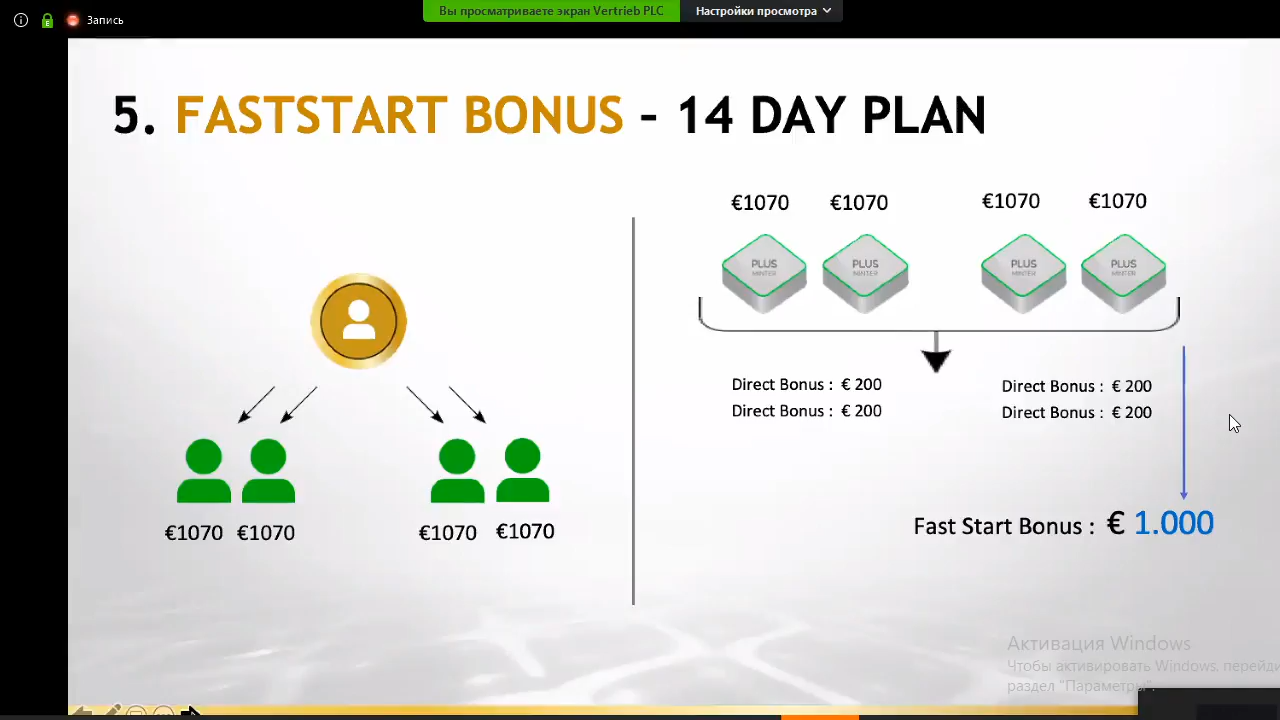 Запись
Вы просматриваете экран Vertrieb PLC
Настройки просмотра
5. FASTSTART BONUS - 14 DAY PLAN
€1070 €1070 €1070 €1070
PLUS MINTER
PLUS MINTER
PLUS MINTER
PLUS MINTER
Direct Bonus : € 200
Direct Bonus : € 200
Direct Bonus : € 200
Direct Bonus : € 200
€1070 €1070 €1070 €1070
Fast Start Bonus : € 1.000
Активация Windows
Чтобы активировать Windows, перейди
раздел "Параметры".